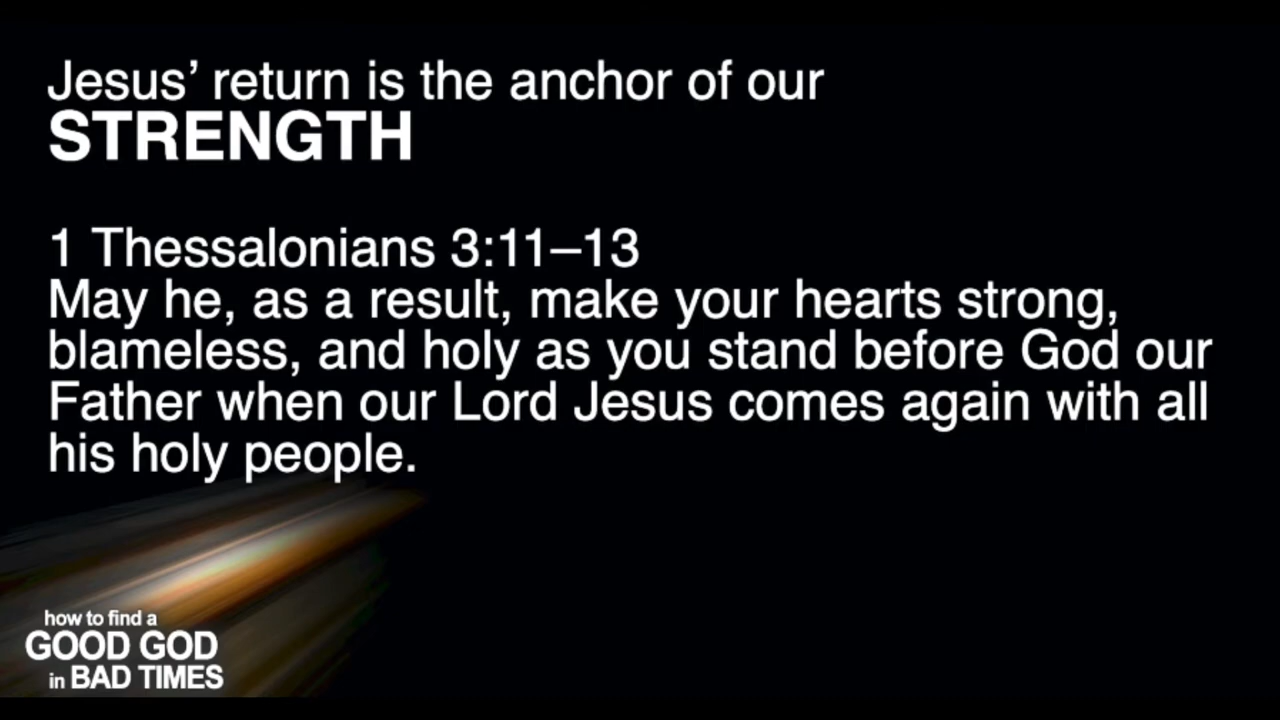 Jesus’ return is the anchor of our
STRENGTH
1 Thessalonians 3:11–13
May he, as a result, make your hearts strong,
blameless, and holy as you stand before God our
Father when our Lord Jesus comes again with all
his holy people.
how to find a
GOOD GOD
in BAD TIMES